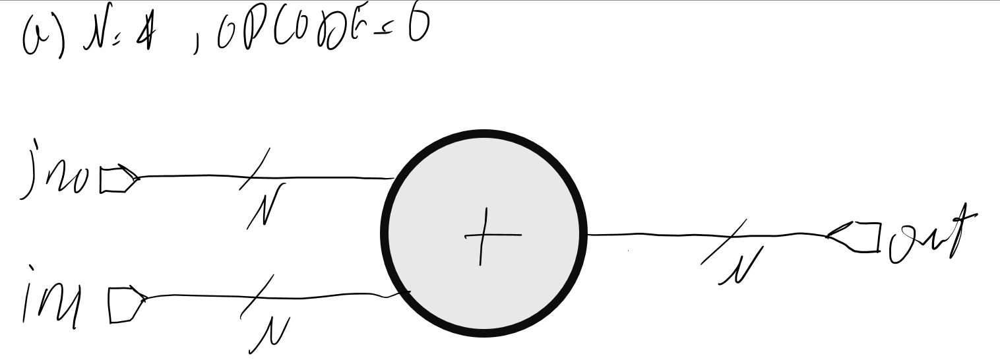 (a) N= 4 , OPCODE = 0
in0
N
+
N
out
in1
N